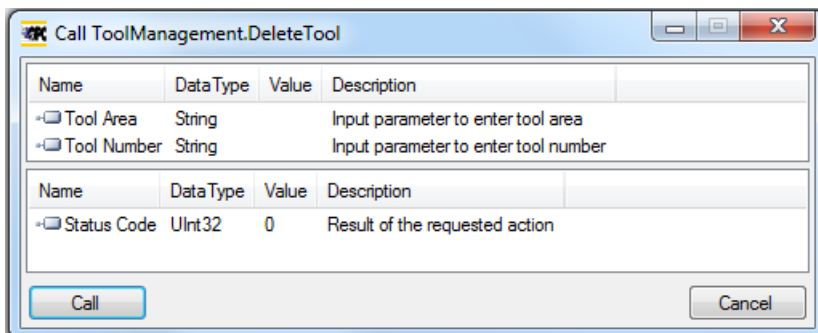 Call ToolManagement.DeleteTool
Name DataType Value Description
Tool Area String Input parameter to enter tool area
Tool Number String Input parameter to enter tool number
Name DataType Value Description
Status Code UInt32 0 Result of the requested action
Call Cancel